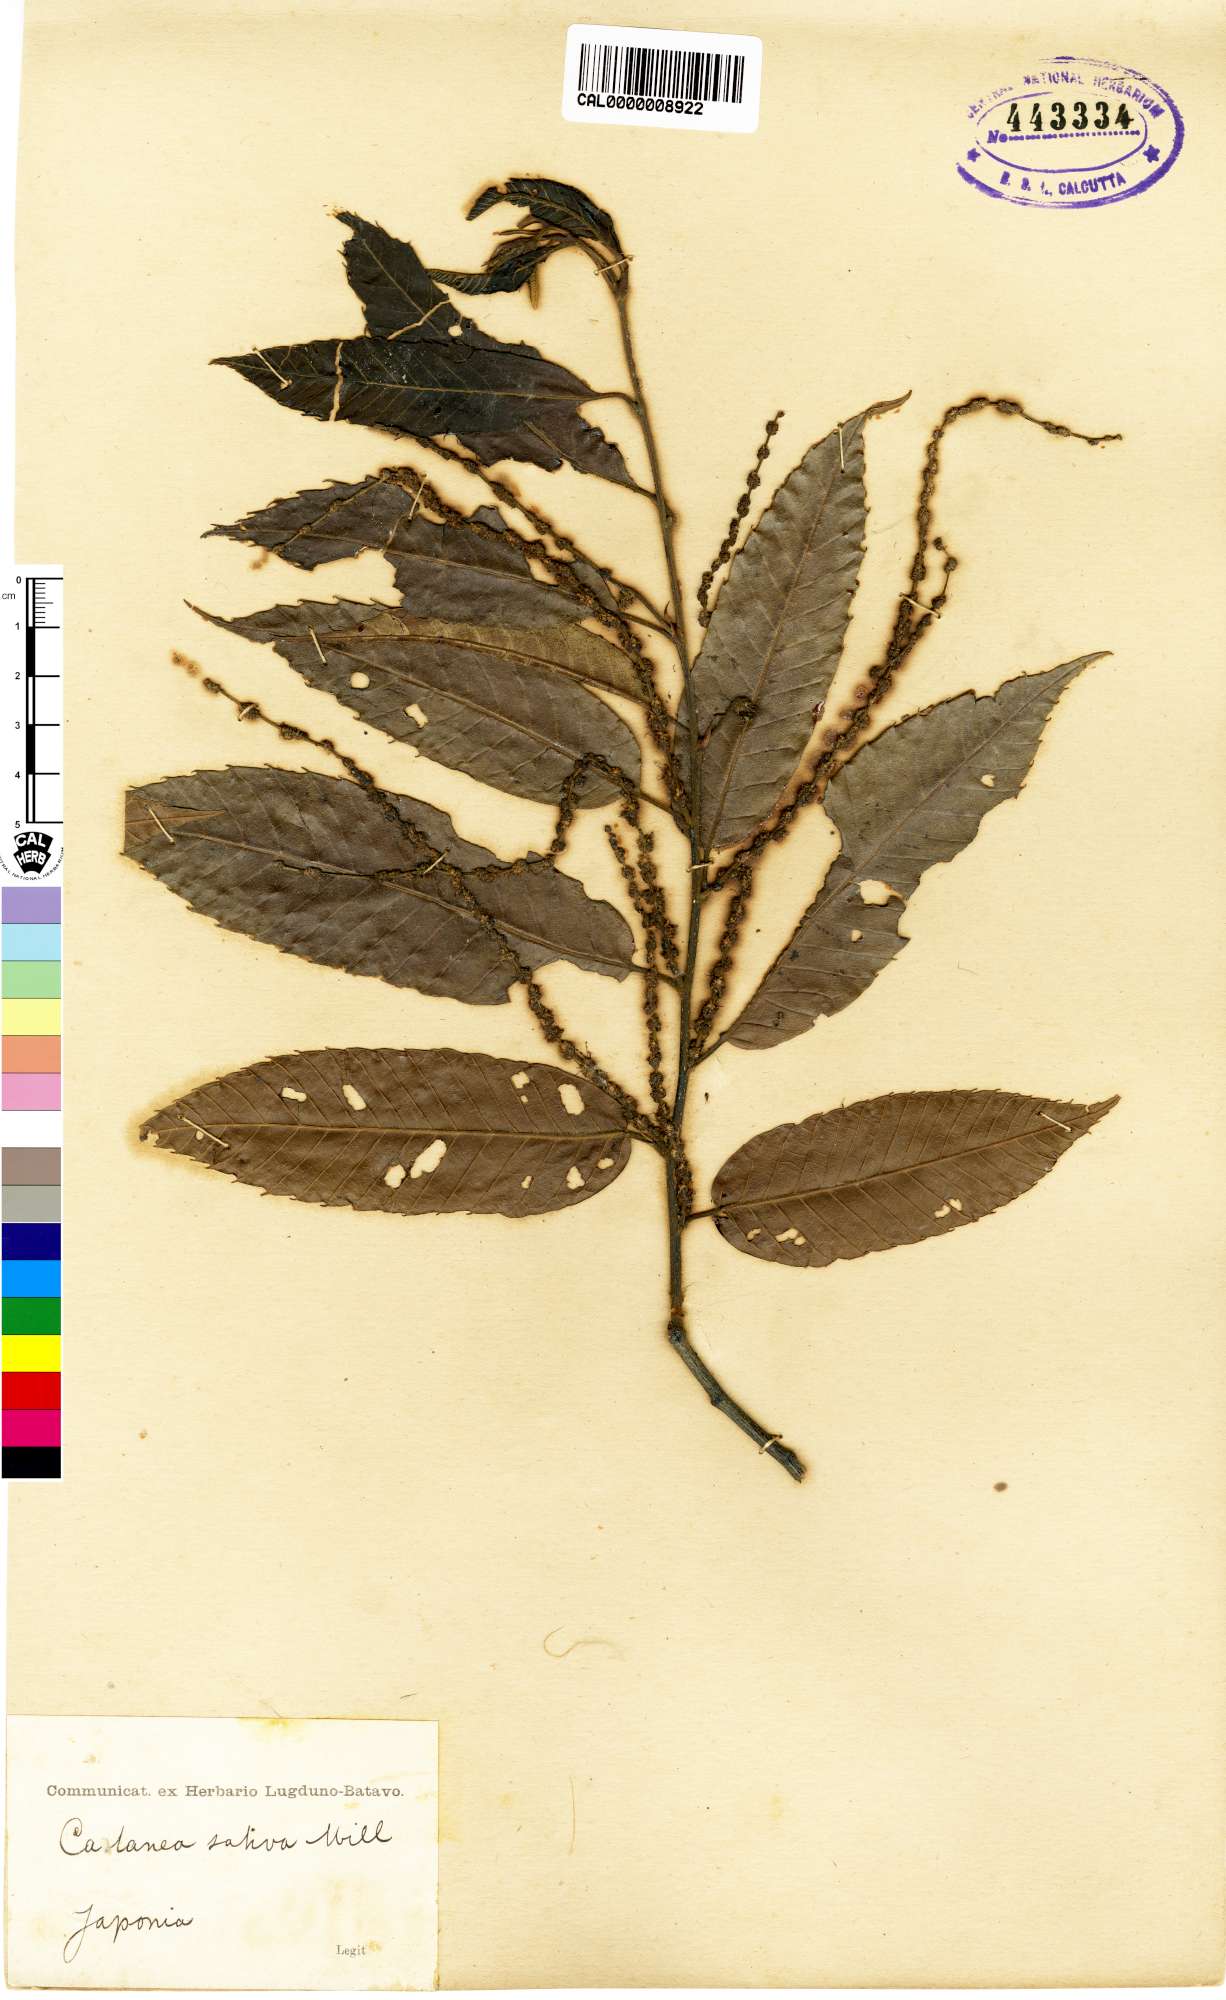 CAL0000008922
CENTRAL NATIONAL HERBARIUM
No 443334
CALCUTTA
0
cm
1
2
3
4
5
CAL
HERB
Communicat. ex Herbario Lugduno-Batavo.
Castanea sativa Mill
Japonia
Legit